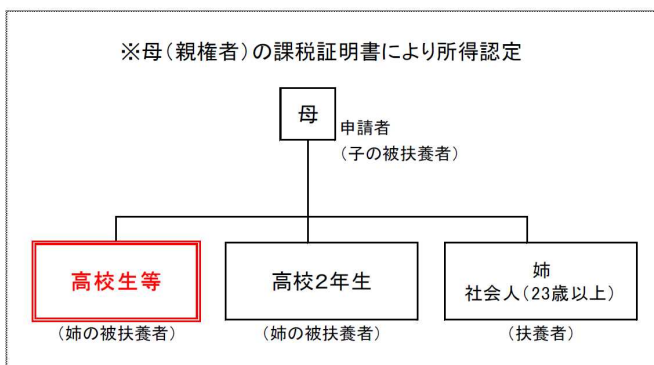 ※母(親権者)の課税証明書により所得認定
母
申請者
(子の被扶養者)
高校生等
(姉の被扶養者)
高校2年生
(姉の被扶養者)
姉
社会人(23歳以上)
(扶養者)